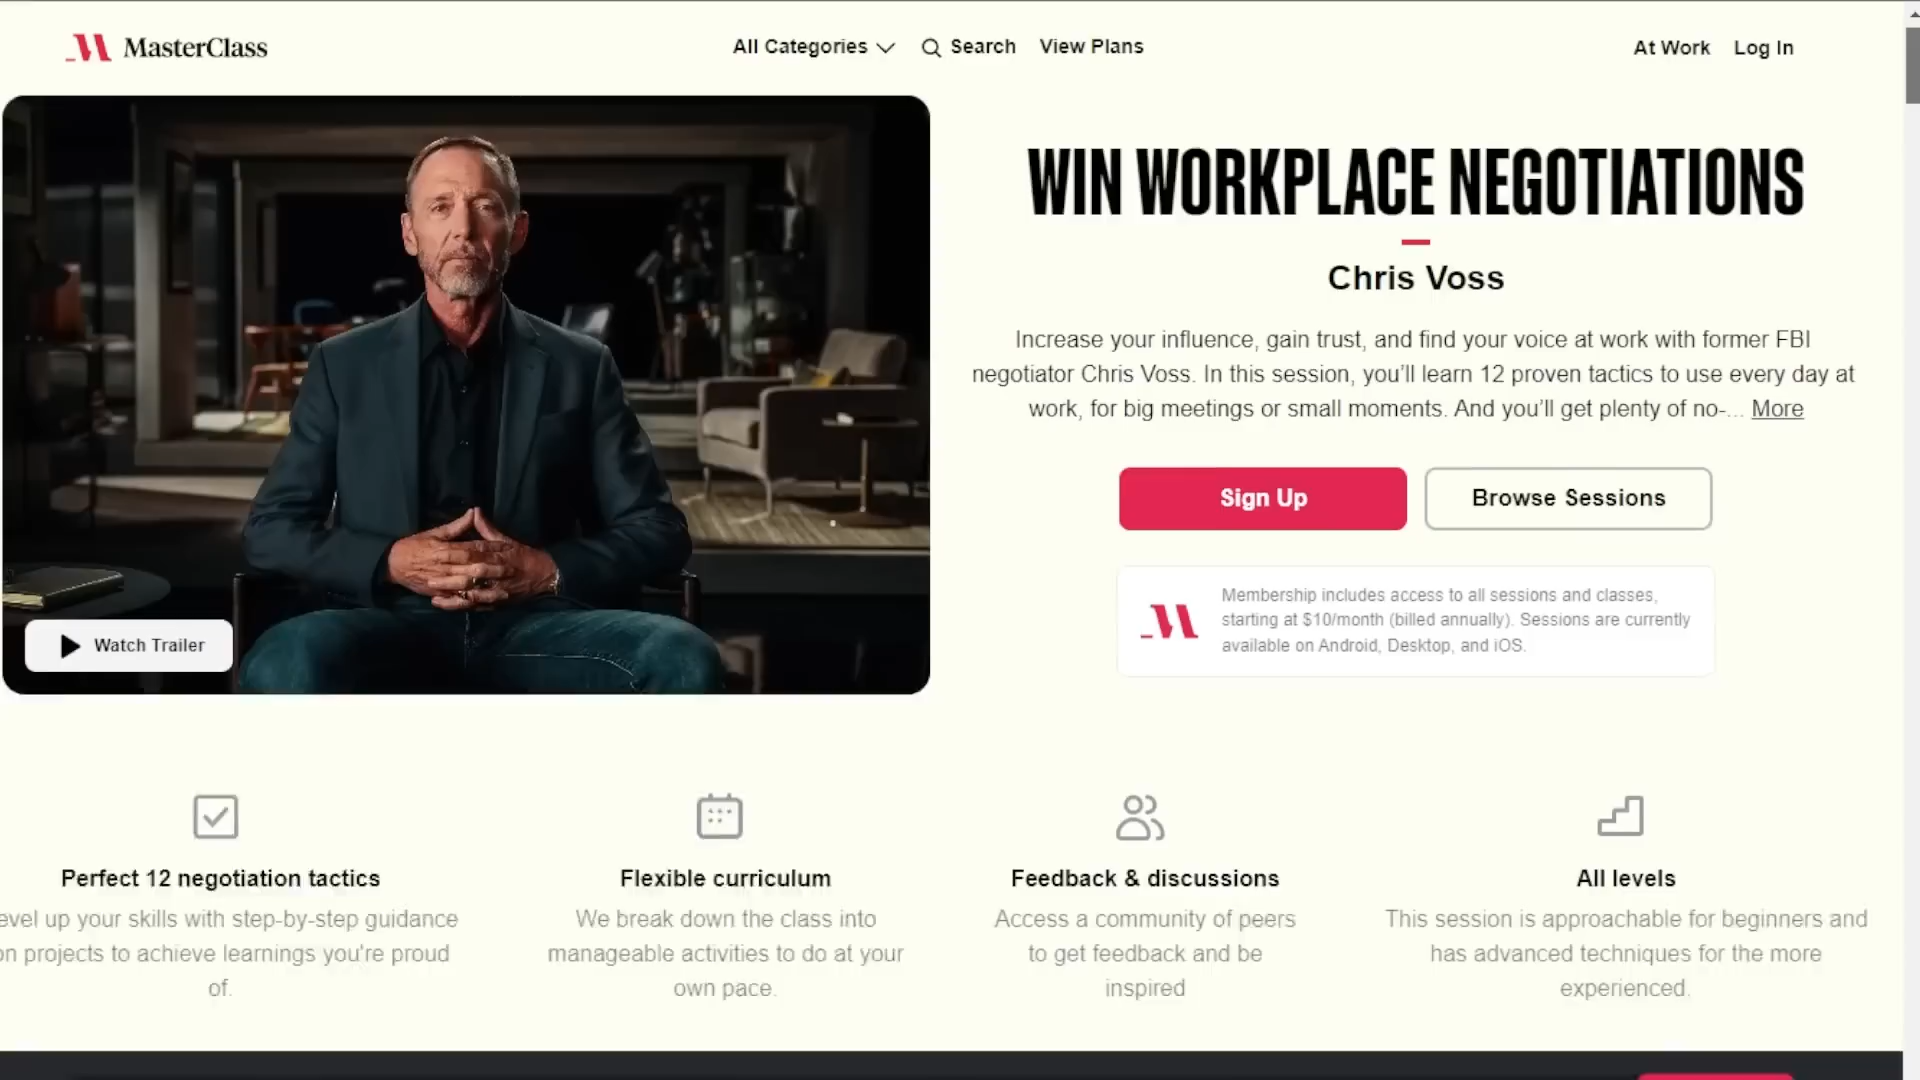 MasterClass
All Categories
Search
View Plans
At Work
Log In
WIN WORKPLACE NEGOTIATIONS
Chris Voss
Increase your influence, gain trust, and find your voice at work with former FBI
negotiator Chris Voss. In this session, you'll learn 12 proven tactics to use every day at
work, for big meetings or small moments. And you'll get plenty of no-... More
Sign Up
Browse Sessions
Membership includes access to all sessions and classes,
starting at $10/month (billed annually). Sessions are currently
available on Android, Desktop, and iOS.
Watch Trailer
Perfect 12 negotiation tactics
evel up your skills with step-by-step guidance
on projects to achieve learnings you're proud
of.
Flexible curriculum
We break down the class into
manageable activities to do at your
own pace.
Feedback & discussions
Access a community of peers
to get feedback and be
inspired
All levels
This session is approachable for beginners and
has advanced techniques for the more
experienced.